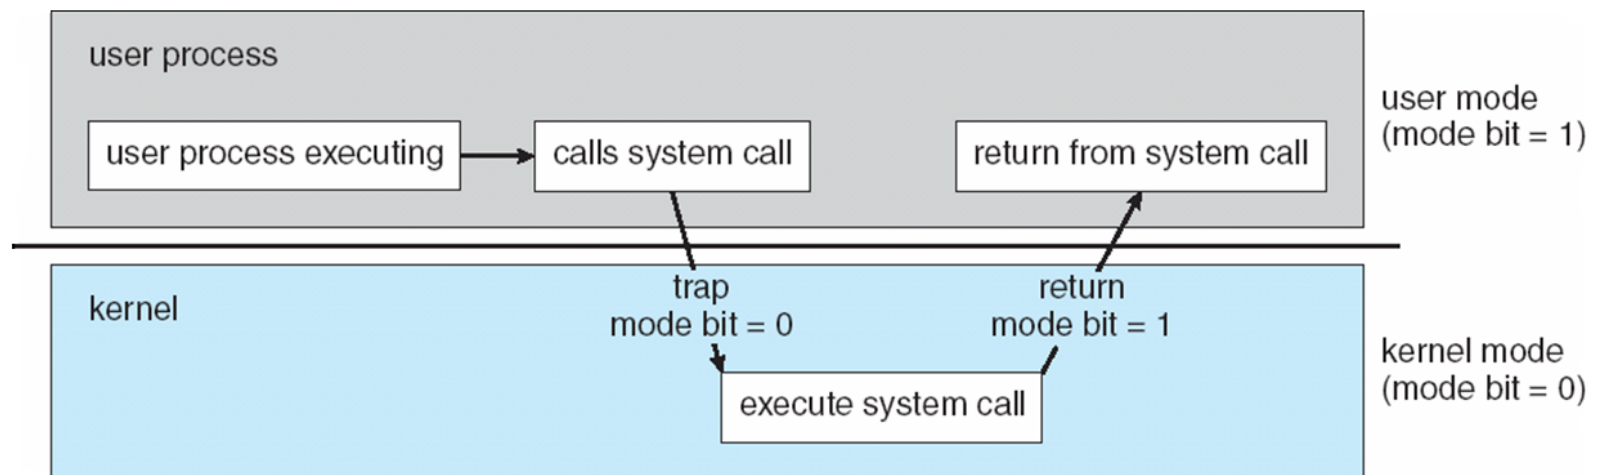 user process
user process executing
calls system call
return from system call
user mode
(mode bit = 1)
kernel
trap
mode bit = 0
return
mode bit = 1
execute system call
kernel mode
(mode bit = 0)